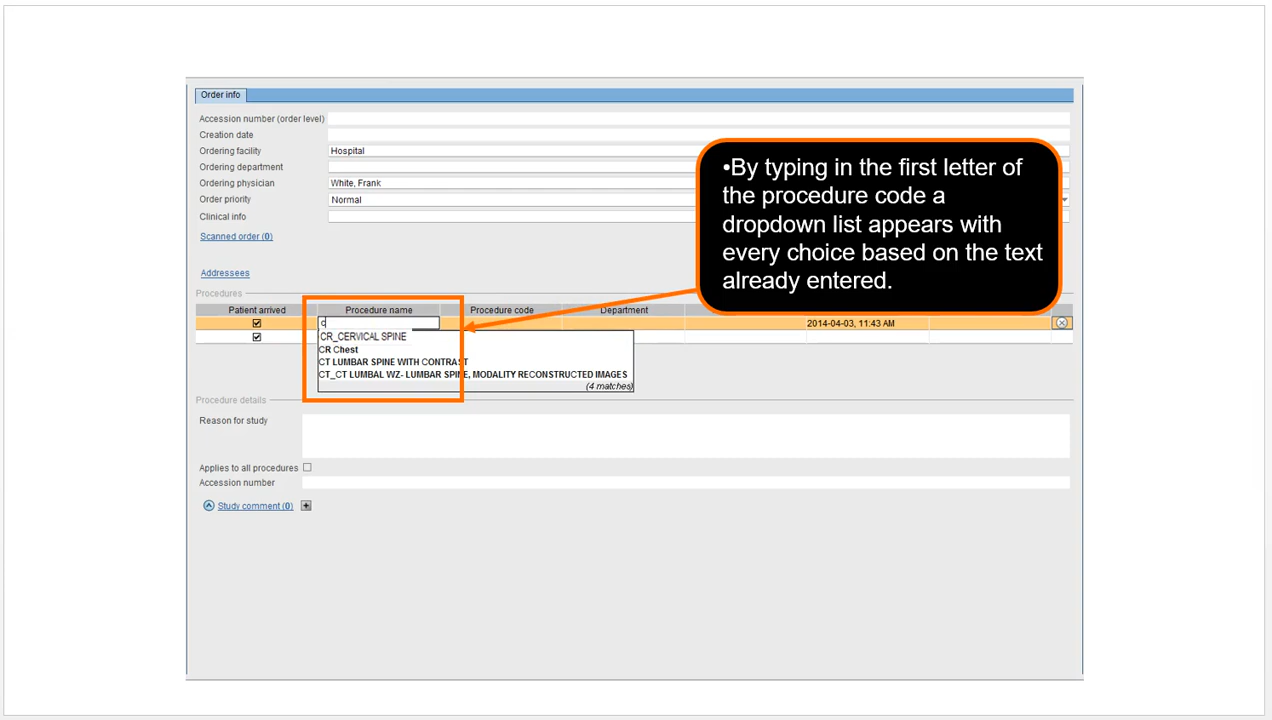 Order info
Accession number (order level)
Creation date
Ordering facility Hospital
Ordering department
Ordering physician White, Frank
Order priority Normal
Clinical info
Scanned order (0)
Addressees
•By typing in the first letter of
the procedure code a
dropdown list appears with
every choice based on the text
already entered.
Procedures
Patient arrived Procedure name Procedure code Department
c 2014-04-03, 11:43 AM
CR_CERVICAL SPINE
CR Chest
CT LUMBAR SPINE WITH CONTRAST
CT_CT LUMBAL WZ- LUMBAR SPINE, MODALITY RECONSTRUCTED IMAGES
(4 matches)
Procedure details
Reason for study
Applies to all procedures
Accession number
Study comment (0)